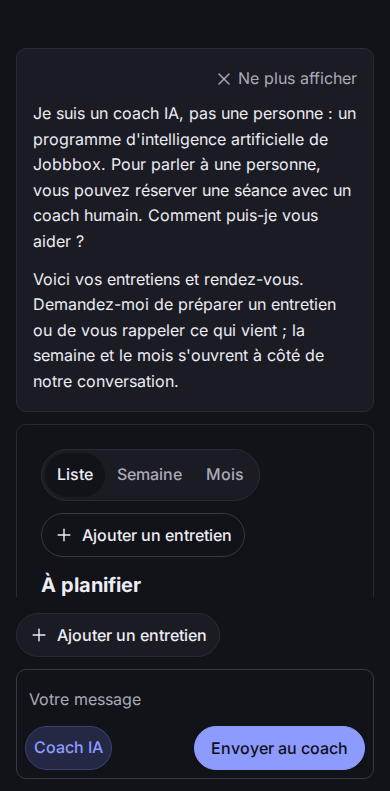 Ne plus afficher
Je suis un coach IA, pas une personne : un
programme d'intelligence artificielle de
Jobbbox. Pour parler à une personne,
vous pouvez réserver une séance avec un
coach humain. Comment puis-je vous
aider ?
Voici vos entretiens et rendez-vous.
Demandez-moi de préparer un entretien
ou de vous rappeler ce qui vient ; la
semaine et le mois s'ouvrent à côté de
notre conversation.
Liste Semaine Mois
Ajouter un entretien
À planifier
Ajouter un entretien
Votre message
Coach IA Envoyer au coach